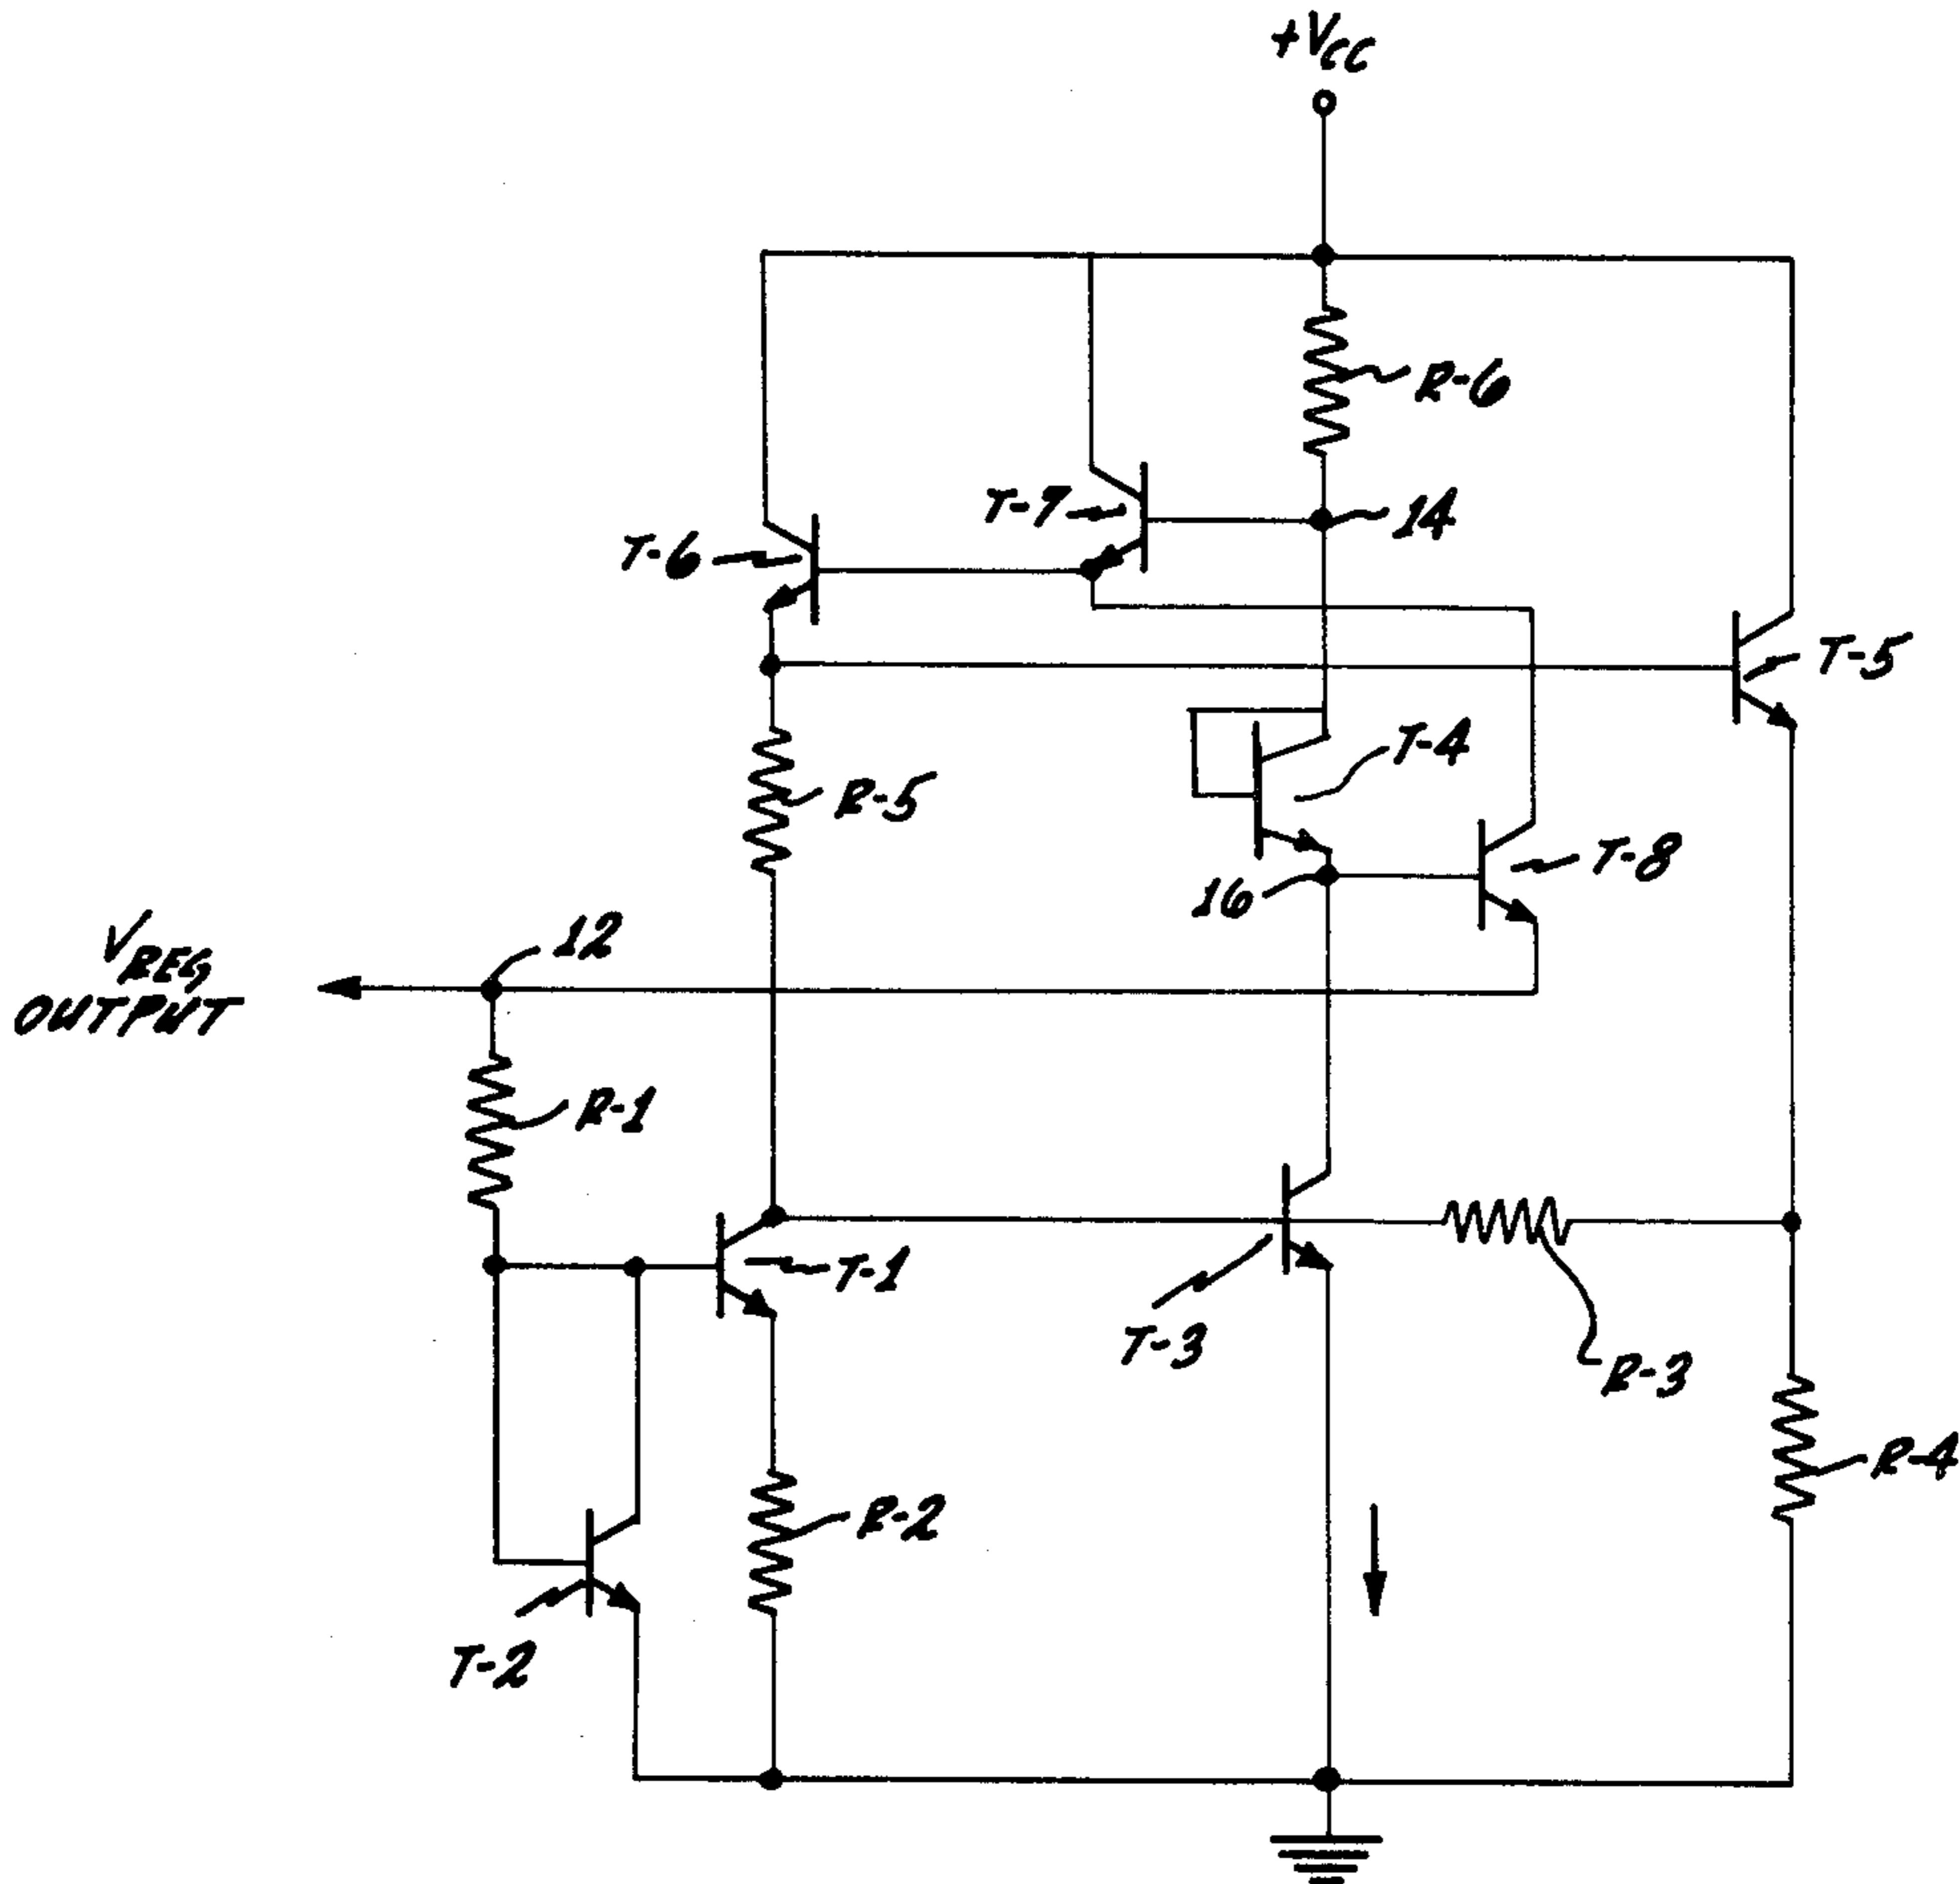 +VCC
R-6
T-7
14
T-6
T-5
T-4
R-5
T-8
16
12
VREG
OUTPUT
R-1
T-1
T-3
R-3
R-4
R-2
T-2